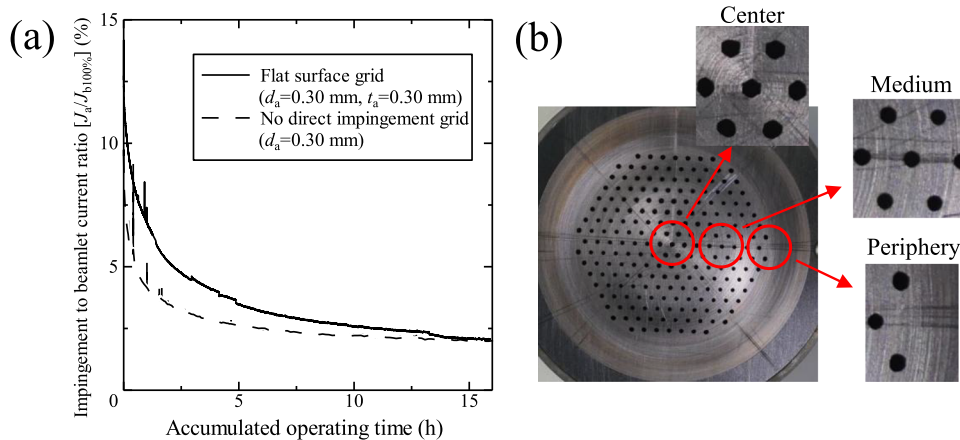 (a)
Impingement to beamlet current ratio [Ja/Jb100%] (%)
15
10
5
0
0
5
10
15
Accumulated operating time (h)
Flat surface grid
(da=0.30 mm, ta=0.30 mm)
No direct impingement grid
(da=0.30 mm)
(b)
Center
Medium
Periphery